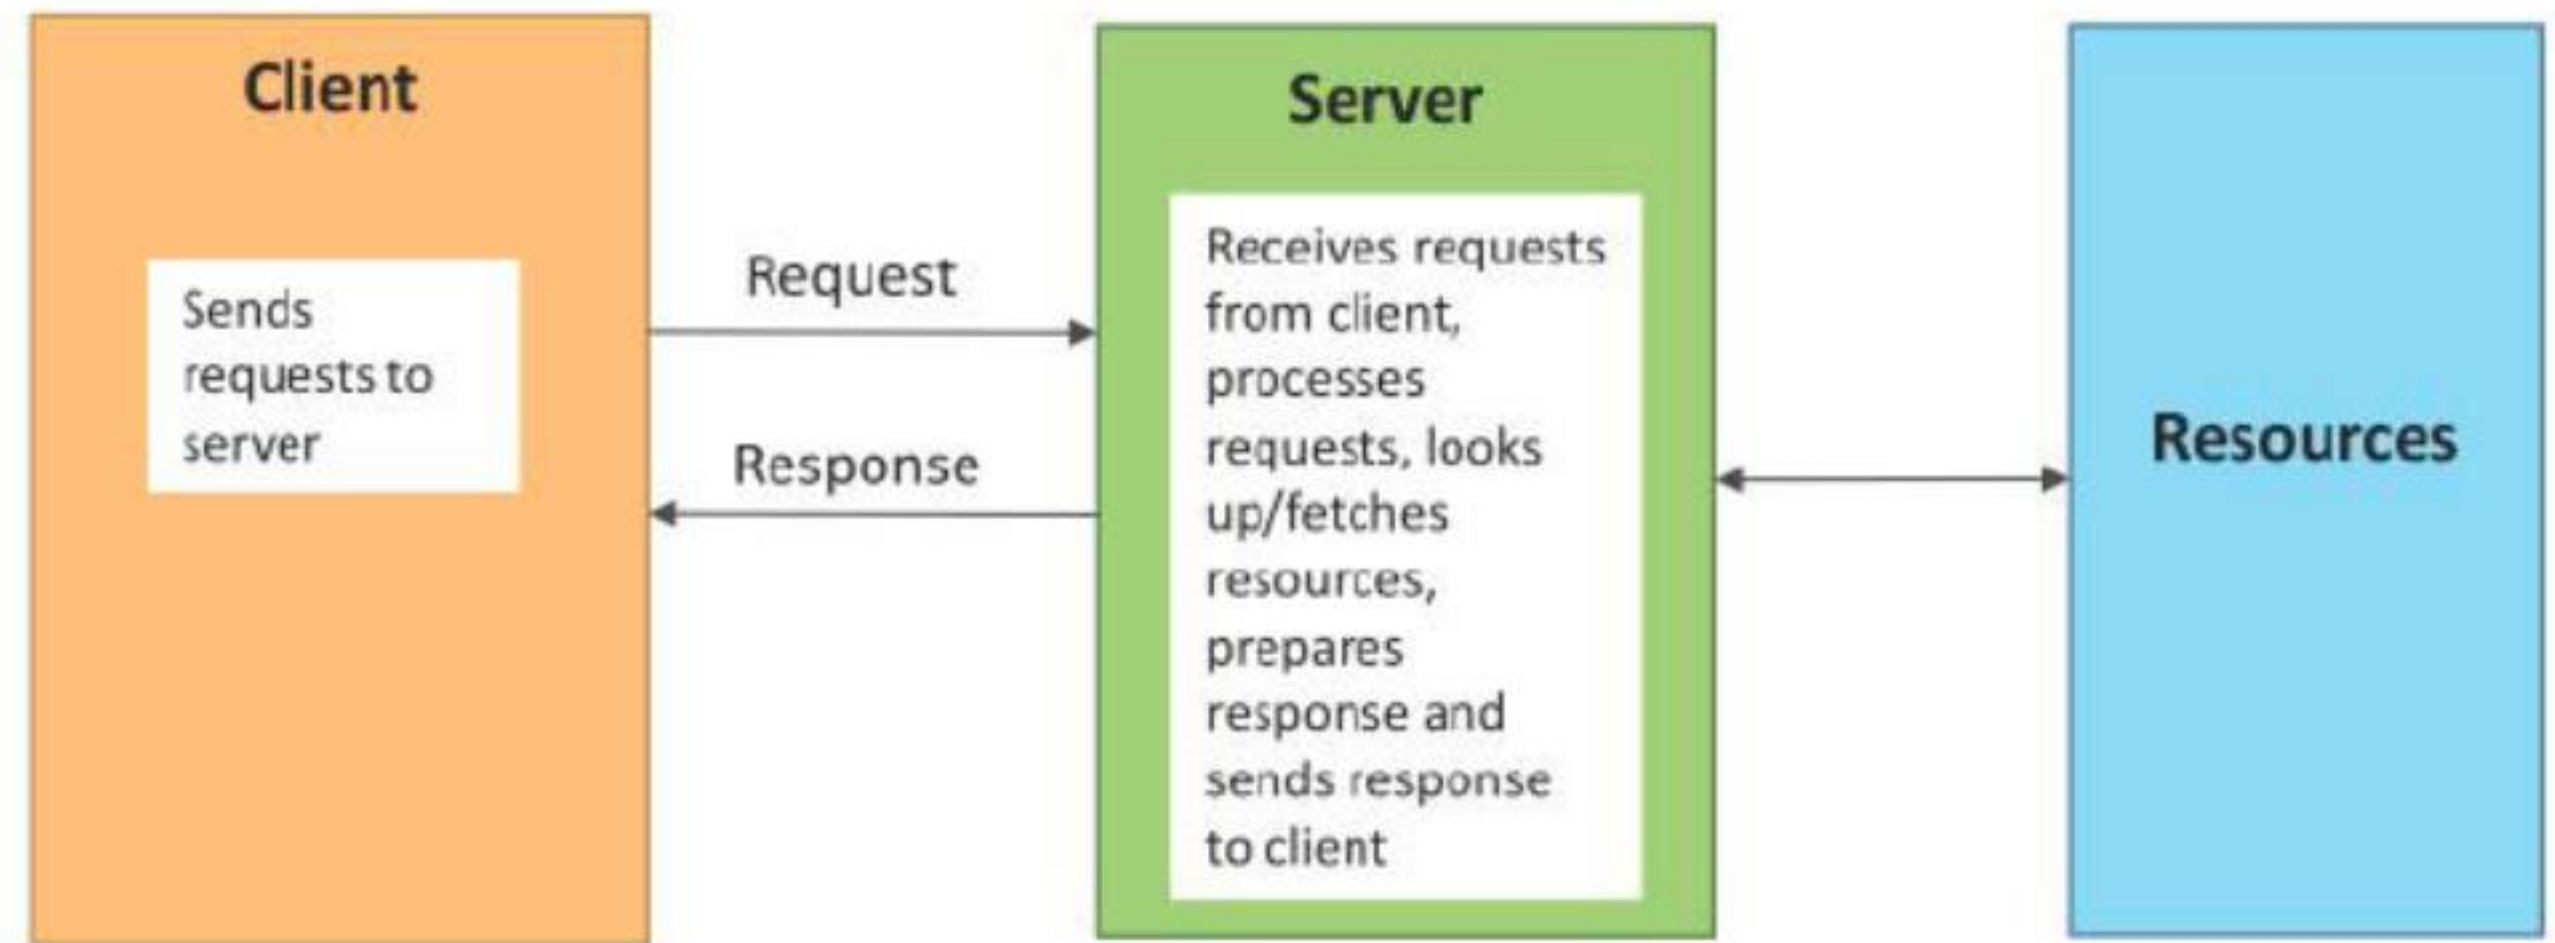 Client
Sends
requests to
server
Request
Response
Server
Receives requests
from client,
processes
requests, looks
up/fetches
resources,
prepares
response and
sends response
to client
Resources